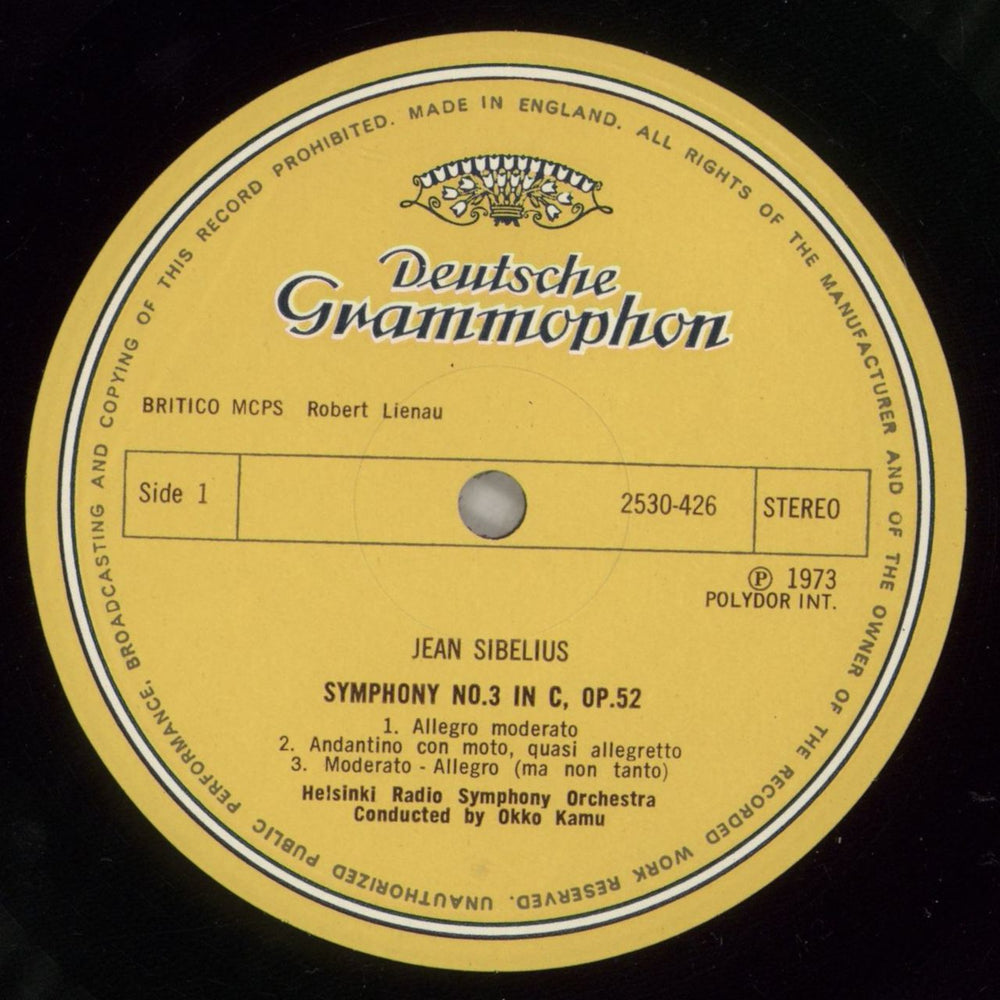 UNAUTHORIZED PUBLIC PERFORMANCE, BROADCASTING AND COPYING OF THIS RECORD PROHIBITED. MADE IN ENGLAND. ALL RIGHTS OF THE MANUFACTURER AND OF THE OWNER OF THE RECORDED WORK RESERVED.
Deutsche
Grammophon
BRITICO MCPS Robert Lienau
Side 1 2530-426 STEREO
℗ 1973
POLYDOR INT.
JEAN SIBELIUS
SYMPHONY NO.3 IN C, OP.52
1. Allegro moderato
2. Andantino con moto, quasi allegretto
3. Moderato - Allegro (ma non tanto)
Helsinki Radio Symphony Orchestra
Conducted by Okko Kamu